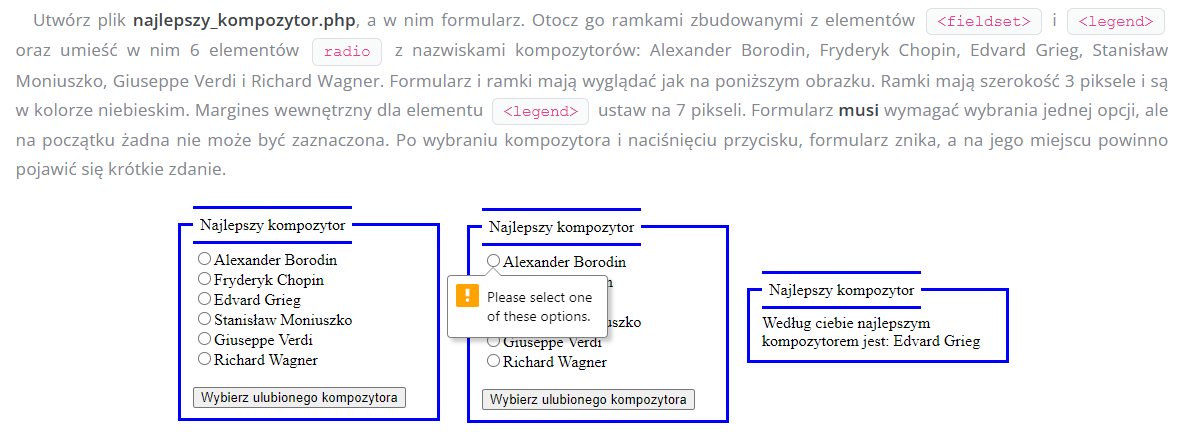 Utwórz plik najlepszy_kompozytor.php, a w nim formularz. Otocz go ramkami zbudowanymi z elementów <fieldset> i <legend>
oraz umieść w nim 6 elementów radio z nazwiskami kompozytorów: Alexander Borodin, Fryderyk Chopin, Edvard Grieg, Stanisław
Moniuszko, Giuseppe Verdi i Richard Wagner. Formularz i ramki mają wyglądać jak na poniższym obrazku. Ramki mają szerokość 3 piksele i są
w kolorze niebieskim. Margines wewnętrzny dla elementu <legend> ustaw na 7 pikseli. Formularz musi wymagać wybrania jednej opcji, ale
na początku żadna nie może być zaznaczona. Po wybraniu kompozytora i naciśnięciu przycisku, formularz znika, a na jego miejscu powinno
pojawić się krótkie zdanie.
Najlepszy kompozytor
Alexander Borodin
Fryderyk Chopin
Edvard Grieg
Stanisław Moniuszko
Giuseppe Verdi
Richard Wagner
Wybierz ulubionego kompozytora
Najlepszy kompozytor
Alexander Borodin
n
Please select one
of these options.
uszko
Giuseppe Verdi
Richard Wagner
Wybierz ulubionego kompozytora
Najlepszy kompozytor
Według ciebie najlepszym
kompozytorem jest: Edvard Grieg